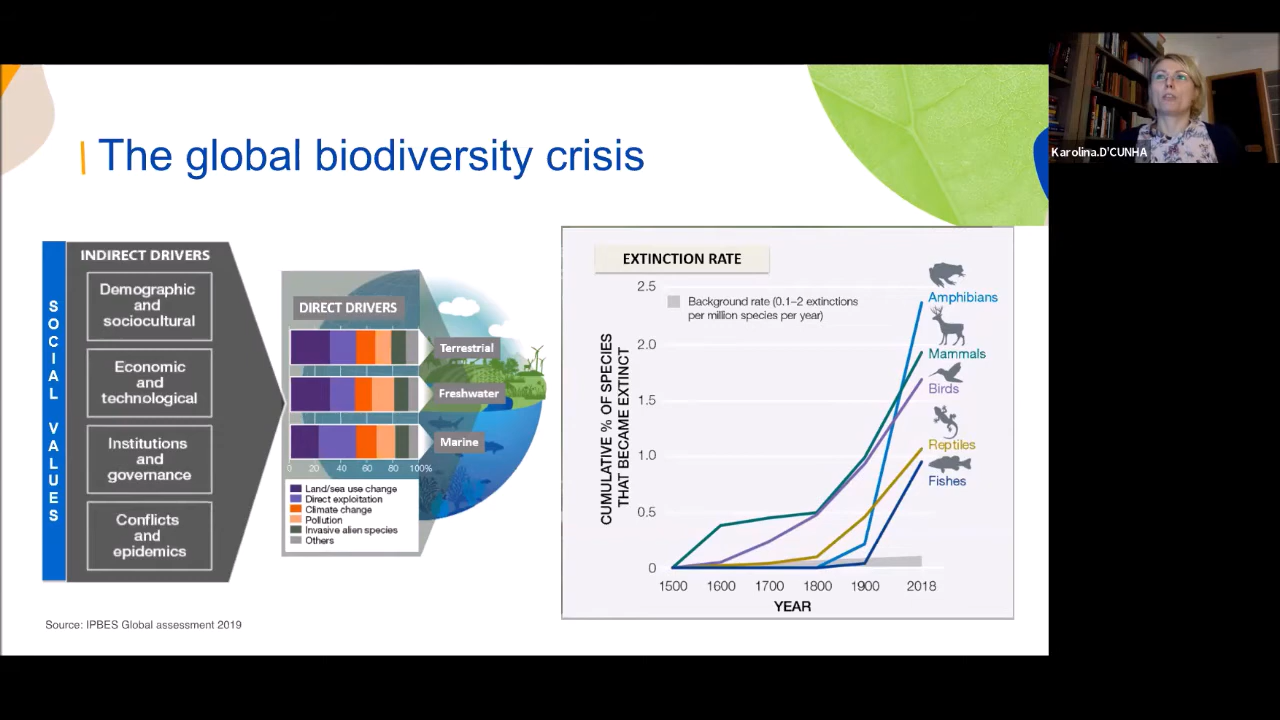 The global biodiversity crisis
SOCIAL VALUES
INDIRECT DRIVERS
Demographic
and
sociocultural
Economic
and
technological
Institutions
and
governance
Conflicts
and
epidemics
DIRECT DRIVERS
Terrestrial
Freshwater
Marine
0 20 40 60 80 100%
Land/sea use change
Direct exploitation
Climate change
Pollution
Invasive alien species
Others
Source: IPBES Global assessment 2019
EXTINCTION RATE
Background rate (0.1–2 extinctions
per million species per year)
CUMULATIVE % OF SPECIES
THAT BECAME EXTINCT
2.5
2.0
1.5
1.0
0.5
0
1500 1600 1700 1800 1900 2018
YEAR
Amphibians
Mammals
Birds
Reptiles
Fishes
Karolina.D'CUNHA